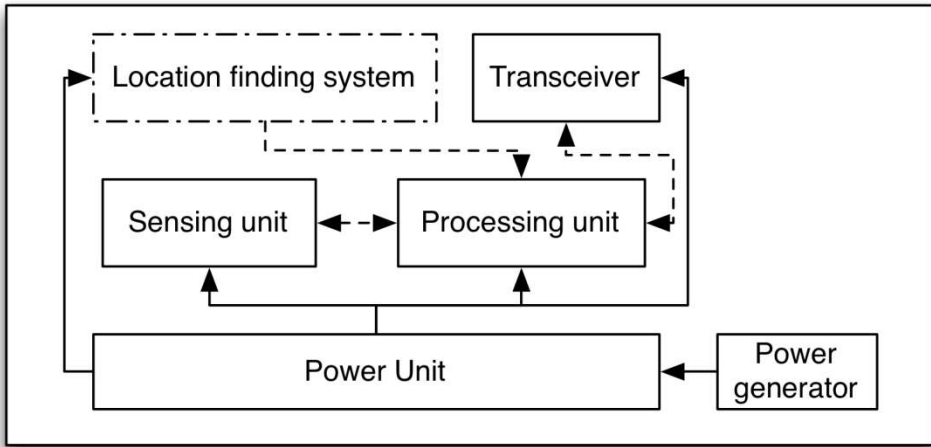 Location finding system
Transceiver
Sensing unit
Processing unit
Power Unit
Power
generator